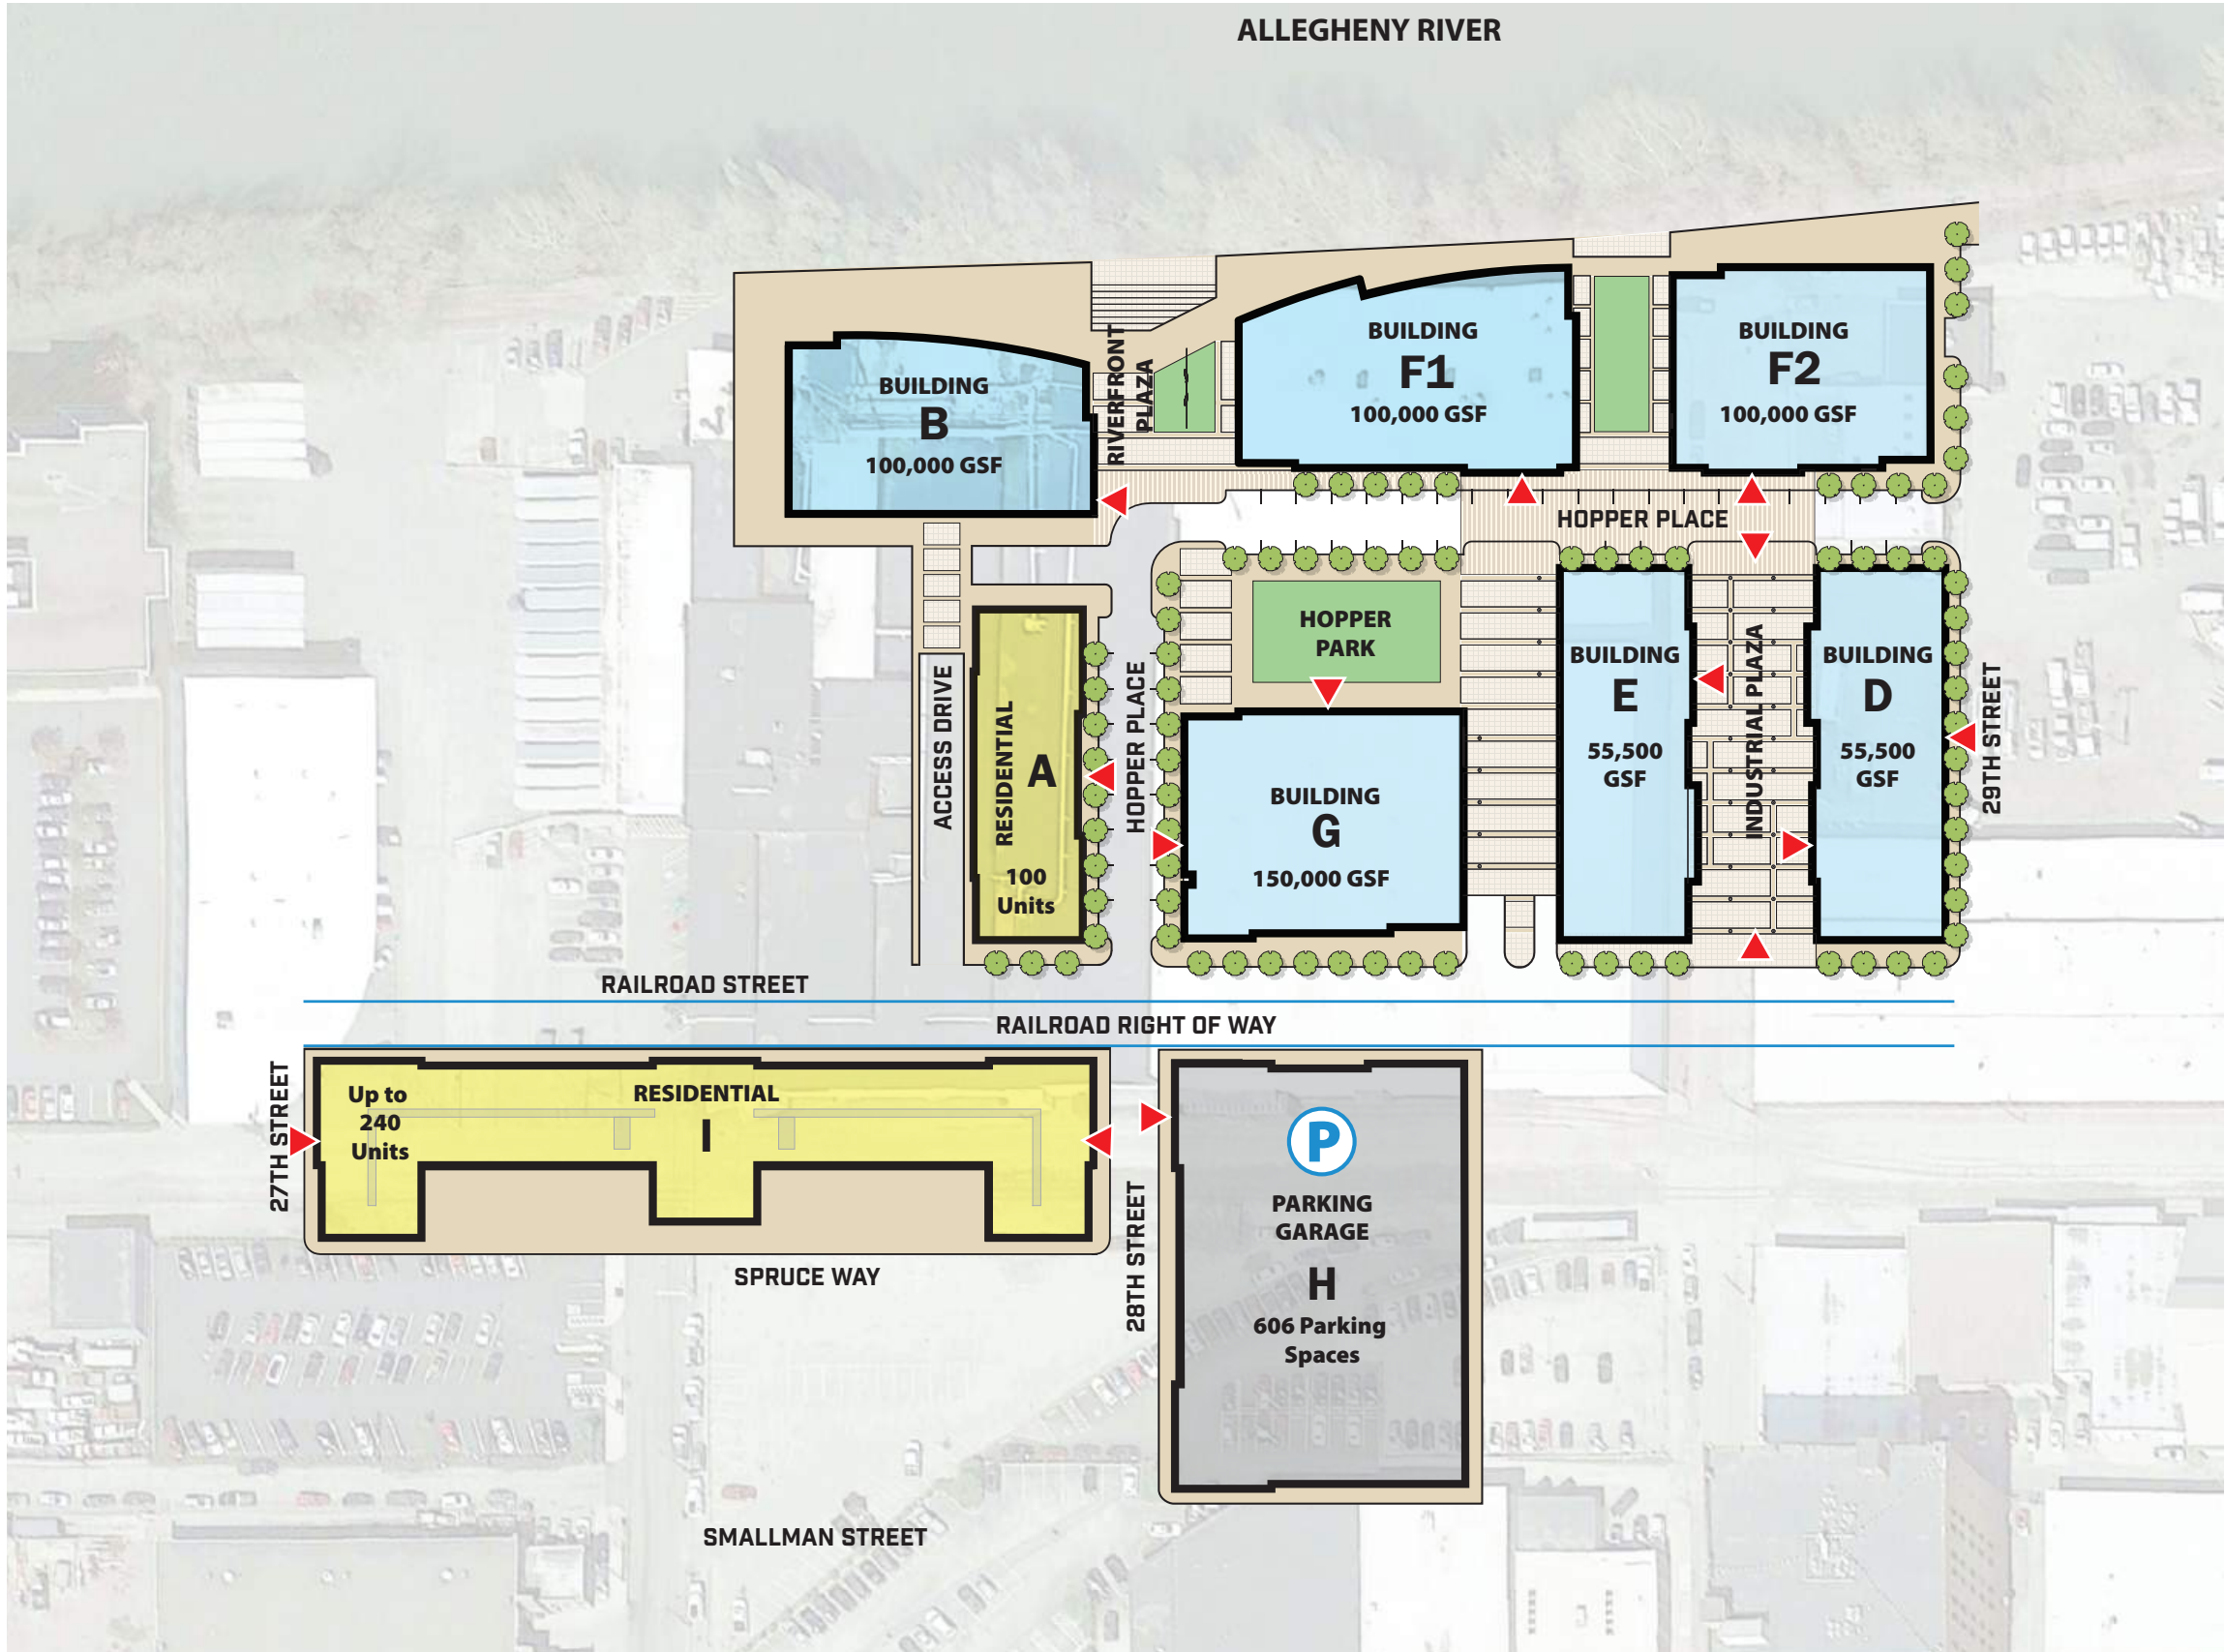 ALLEGHENY RIVER
BUILDING
B
100,000 GSF
RIVERFRONT
PLAZA
BUILDING
F1
100,000 GSF
BUILDING
F2
100,000 GSF
HOPPER PLACE
HOPPER
PARK
ACCESS DRIVE
RESIDENTIAL
A
100
Units
HOPPER PLACE
BUILDING
G
150,000 GSF
BUILDING
E
55,500
GSF
INDUSTRIAL PLAZA
BUILDING
D
55,500
GSF
29TH STREET
RAILROAD STREET
RAILROAD RIGHT OF WAY
27TH STREET
Up to
240
Units
RESIDENTIAL
I
SPRUCE WAY
28TH STREET
P
PARKING
GARAGE
H
606 Parking
Spaces
SMALLMAN STREET